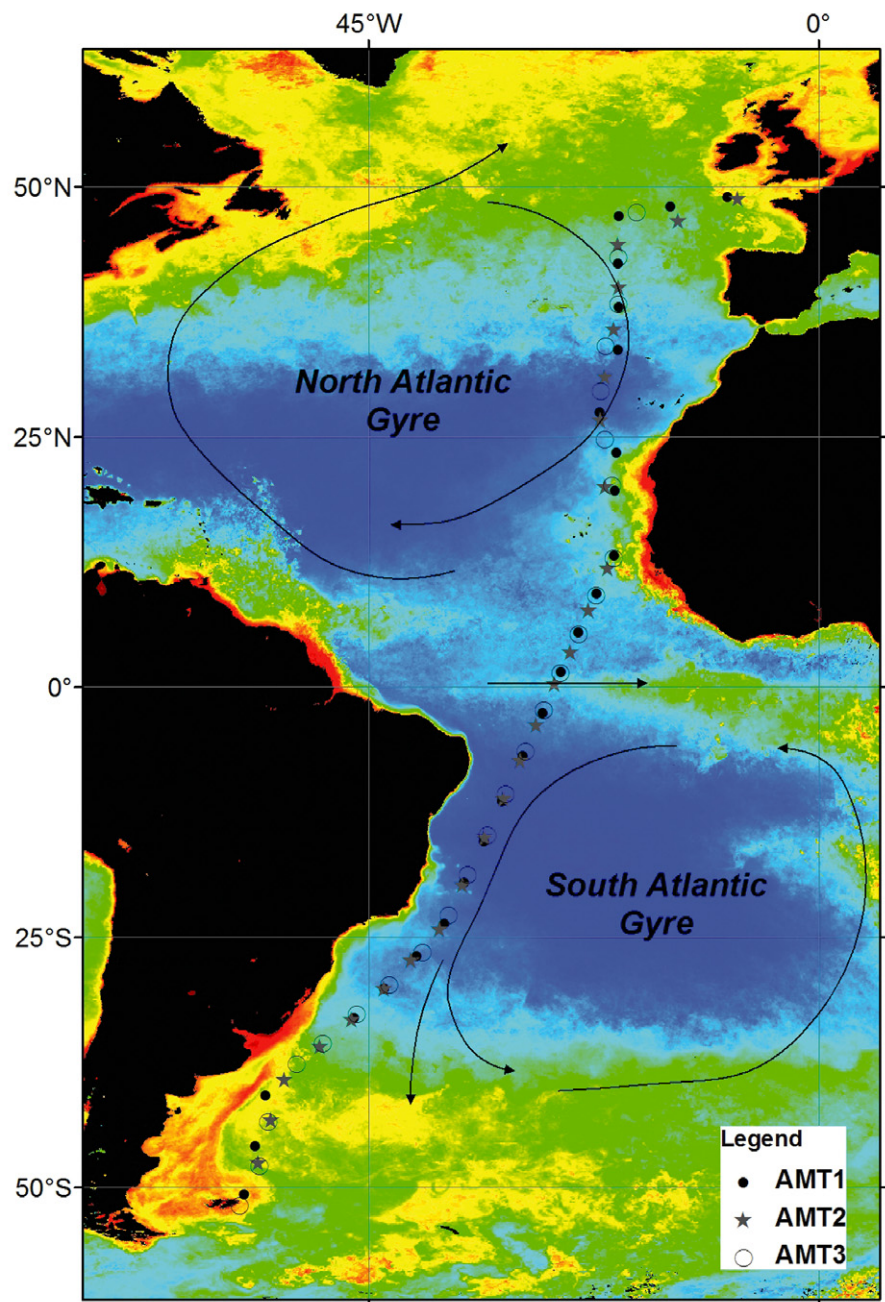 45°W
0°
50°N
North Atlantic
Gyre
25°N
0°
South Atlantic
Gyre
25°S
Legend
AMT1
50°S
AMT2
AMT3